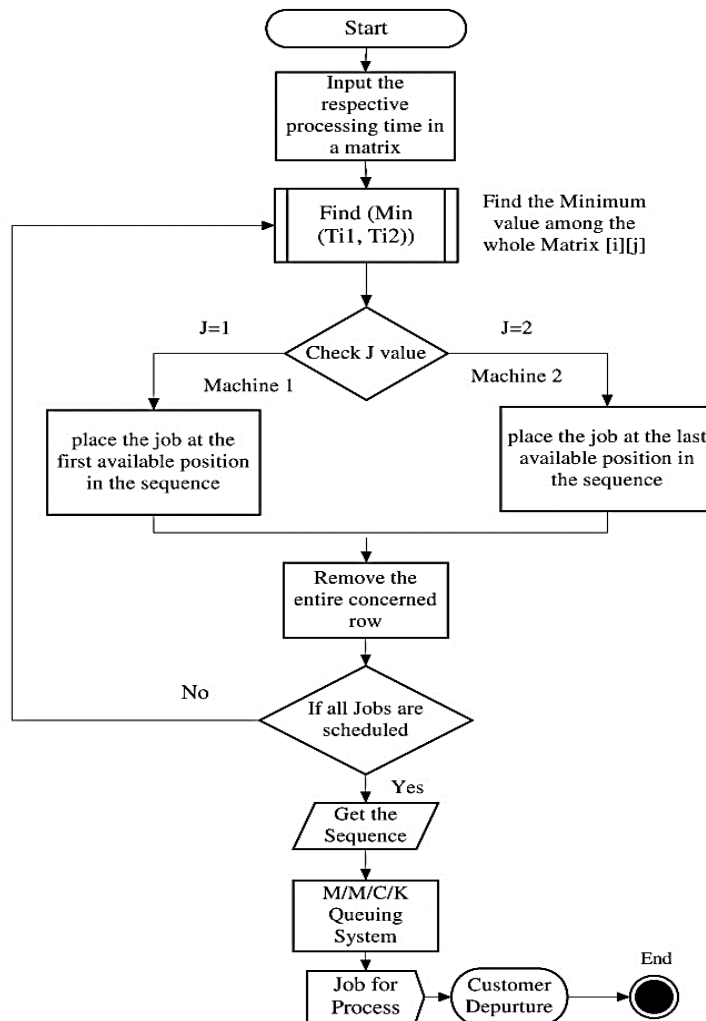 Start
Input the
respective
processing time in
a matrix
Find (Min
(Ti1, Ti2))
Find the Minimum
value among the
whole Matrix [i][j]
J=1
J=2
Check J value
Machine 1
Machine 2
place the job at the
first available position
in the sequence
place the job at the last
available position in
the sequence
Remove the
entire concerned
row
No
If all Jobs are
scheduled
Yes
Get the
Sequence
M/M/C/K
Queuing
System
Job for
Process
Customer
Depurture
End